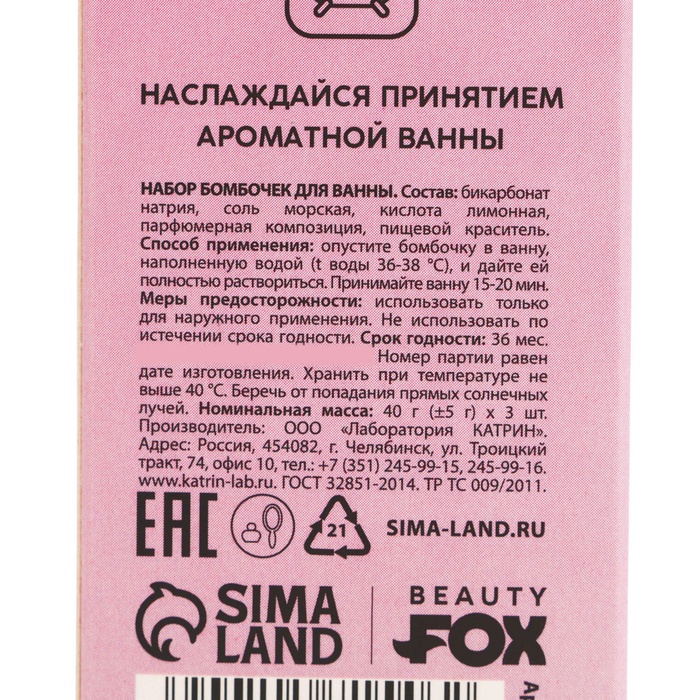 НАСЛАЖДАЙСЯ ПРИНЯТИЕМ
АРОМАТНОЙ ВАННЫ
НАБОР БОМБОЧЕК ДЛЯ ВАННЫ. Состав: бикарбонат
натрия, соль морская, кислота лимонная,
парфюмерная композиция, пищевой краситель.
Способ применения: опустите бомбочку в ванну,
наполненную водой (t воды 36-38 °C), и дайте ей
полностью раствориться. Принимайте ванну 15-20 мин.
Меры предосторожности: использовать только
для наружного применения. Не использовать по
истечении срока годности. Срок годности: 36 мес.
Номер партии равен
дате изготовления. Хранить при температуре не
выше 40 °C. Беречь от попадания прямых солнечных
лучей. Номинальная масса: 40 г (±5 г) х 3 шт.
Производитель: ООО «Лаборатория КАТРИН».
Адрес: Россия, 454082, г. Челябинск, ул. Троицкий
тракт, 74, офис 10, тел.: +7 (351) 245-99-15, 245-99-16.
www.katrin-lab.ru. ГОСТ 32851-2014. ТР ТС 009/2011.
EAC 21 SIMA-LAND.RU
SIMA LAND
BEAUTY FOX